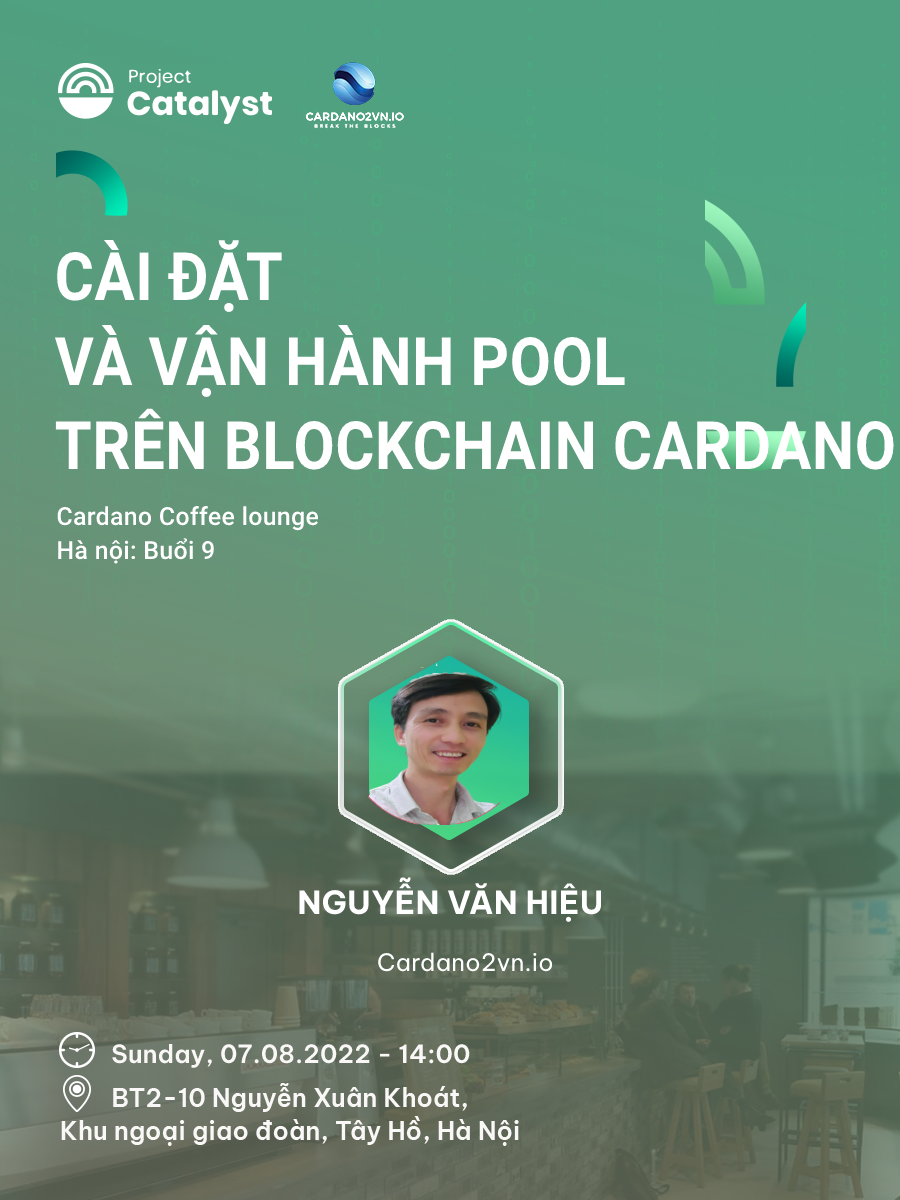 Project
Catalyst
CARDANO2VN.IO
BREAK THE BLOCKS
CÀI ĐẶT
VÀ VẬN HÀNH POOL
TRÊN BLOCKCHAIN CARDANO
Cardano Coffee lounge
Hà nội: Buổi 9
NGUYỄN VĂN HIỆU
Cardano2vn.io
Sunday, 07.08.2022 - 14:00
BT2-10 Nguyễn Xuân Khoát,
Khu ngoại giao đoàn, Tây Hồ, Hà Nội